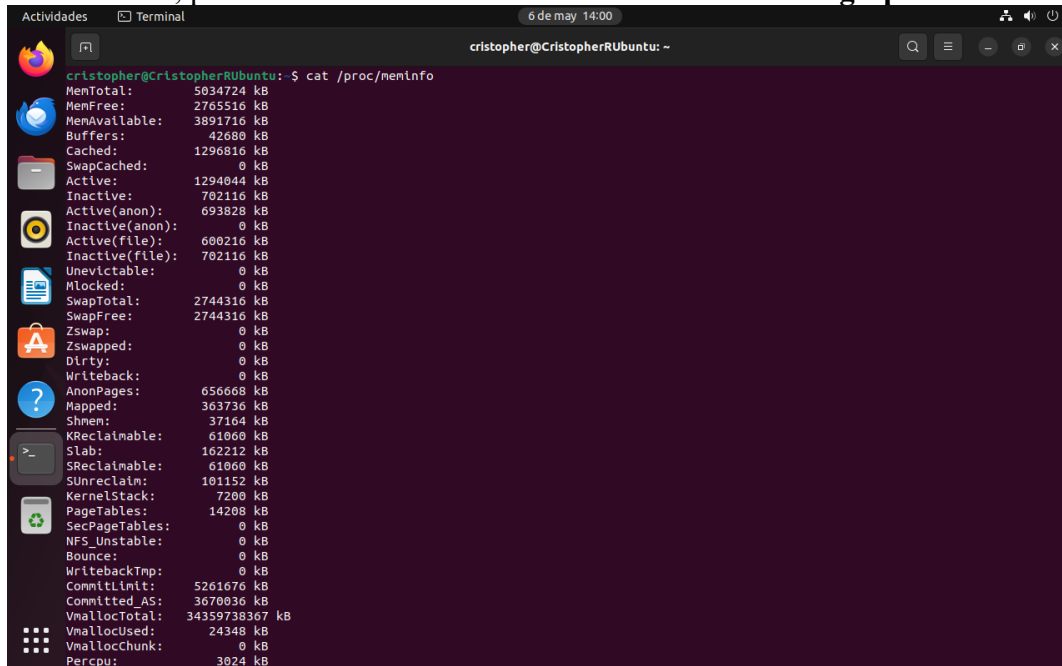 Actividades Terminal 6 de may 14:00
cristopher@CristopherRUbuntu: ~
cristopher@CristopherRUbuntu:~$ cat /proc/meminfo
MemTotal: 5034724 kB
MemFree: 2765516 kB
MemAvailable: 3891716 kB
Buffers: 42680 kB
Cached: 1296816 kB
SwapCached: 0 kB
Active: 1294044 kB
Inactive: 702116 kB
Active(anon): 693828 kB
Inactive(anon): 0 kB
Active(file): 600216 kB
Inactive(file): 702116 kB
Unevictable: 0 kB
Mlocked: 0 kB
SwapTotal: 2744316 kB
SwapFree: 2744316 kB
Zswap: 0 kB
Zswapped: 0 kB
Dirty: 0 kB
Writeback: 0 kB
AnonPages: 656668 kB
Mapped: 363736 kB
Shmem: 37164 kB
KReclaimable: 61060 kB
Slab: 162212 kB
SReclaimable: 61060 kB
SUnreclaim: 101152 kB
KernelStack: 7200 kB
PageTables: 14208 kB
SecPageTables: 0 kB
NFS_Unstable: 0 kB
Bounce: 0 kB
WritebackTmp: 0 kB
CommitLimit: 5261676 kB
Committed_AS: 3670036 kB
VmallocTotal: 34359738367 kB
VmallocUsed: 24348 kB
VmallocChunk: 0 kB
Percpu: 3024 kB